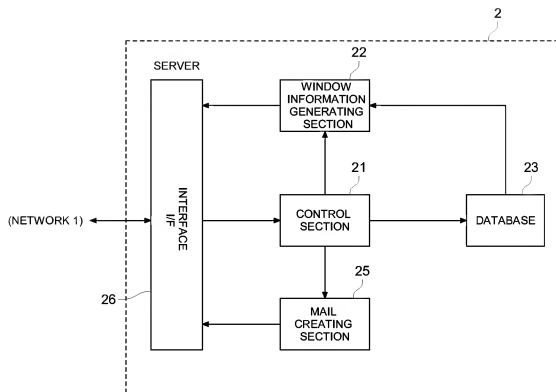 2
SERVER
22
WINDOW
INFORMATION
GENERATING
SECTION
21
23
(NETWORK 1)
INTERFACE
I/F
CONTROL
SECTION
DATABASE
26
25
MAIL
CREATING
SECTION